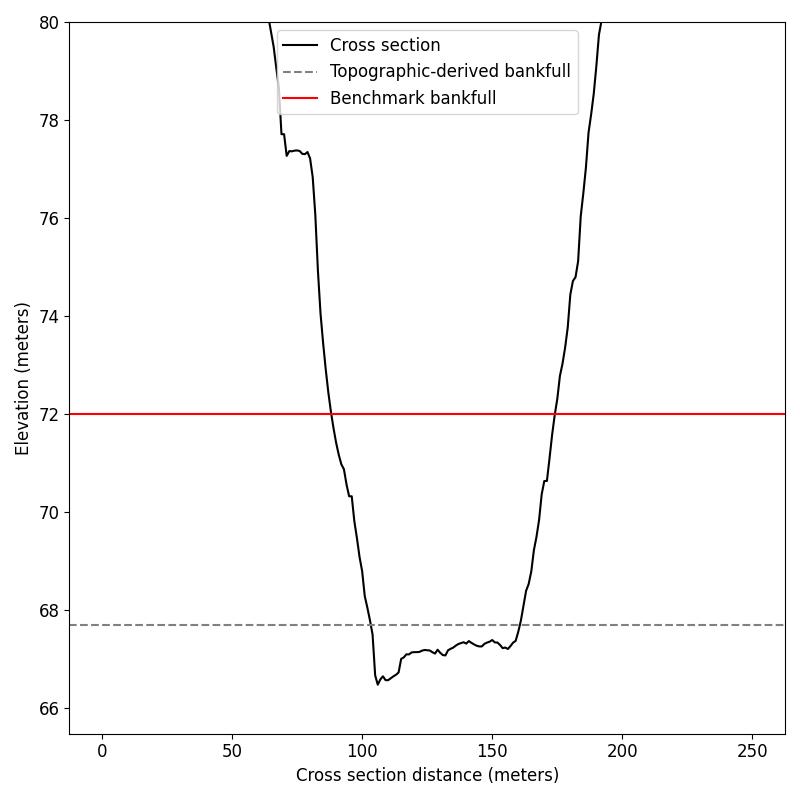 80
78
76
74
72
70
68
66
Elevation (meters)
Cross section
Topographic-derived bankfull
Benchmark bankfull
0 50 100 150 200 250
Cross section distance (meters)